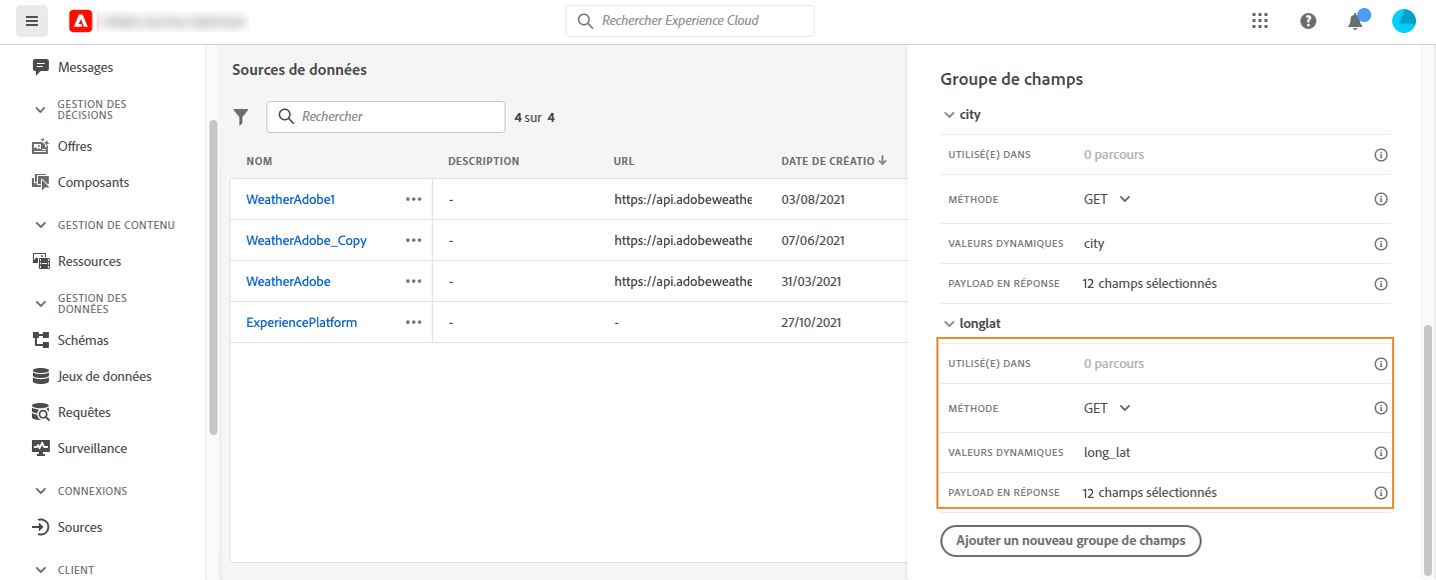 Rechercher Experience Cloud
Messages
GESTION DES
DÉCISIONS
Offres
Composants
GESTION DE CONTENU
Ressources
GESTION DES
DONNÉES
Schémas
Jeux de données
Requêtes
Surveillance
CONNEXIONS
Sources
CLIENT
Sources de données
Rechercher
4 sur 4
NOM DESCRIPTION URL DATE DE CRÉATIO
WeatherAdobe1 ••• - https://api.adobeweathe 03/08/2021
WeatherAdobe_Copy ••• - https://api.adobeweathe 07/06/2021
WeatherAdobe ••• - https://api.adobeweathe 31/03/2021
ExperiencePlatform ••• - - 27/10/2021
Groupe de champs
city
UTILISÉ(E) DANS 0 parcours
MÉTHODE GET
VALEURS DYNAMIQUES city
PAYLOAD EN RÉPONSE 12 champs sélectionnés
longlat
UTILISÉ(E) DANS 0 parcours
MÉTHODE GET
VALEURS DYNAMIQUES long_lat
PAYLOAD EN RÉPONSE 12 champs sélectionnés
Ajouter un nouveau groupe de champs